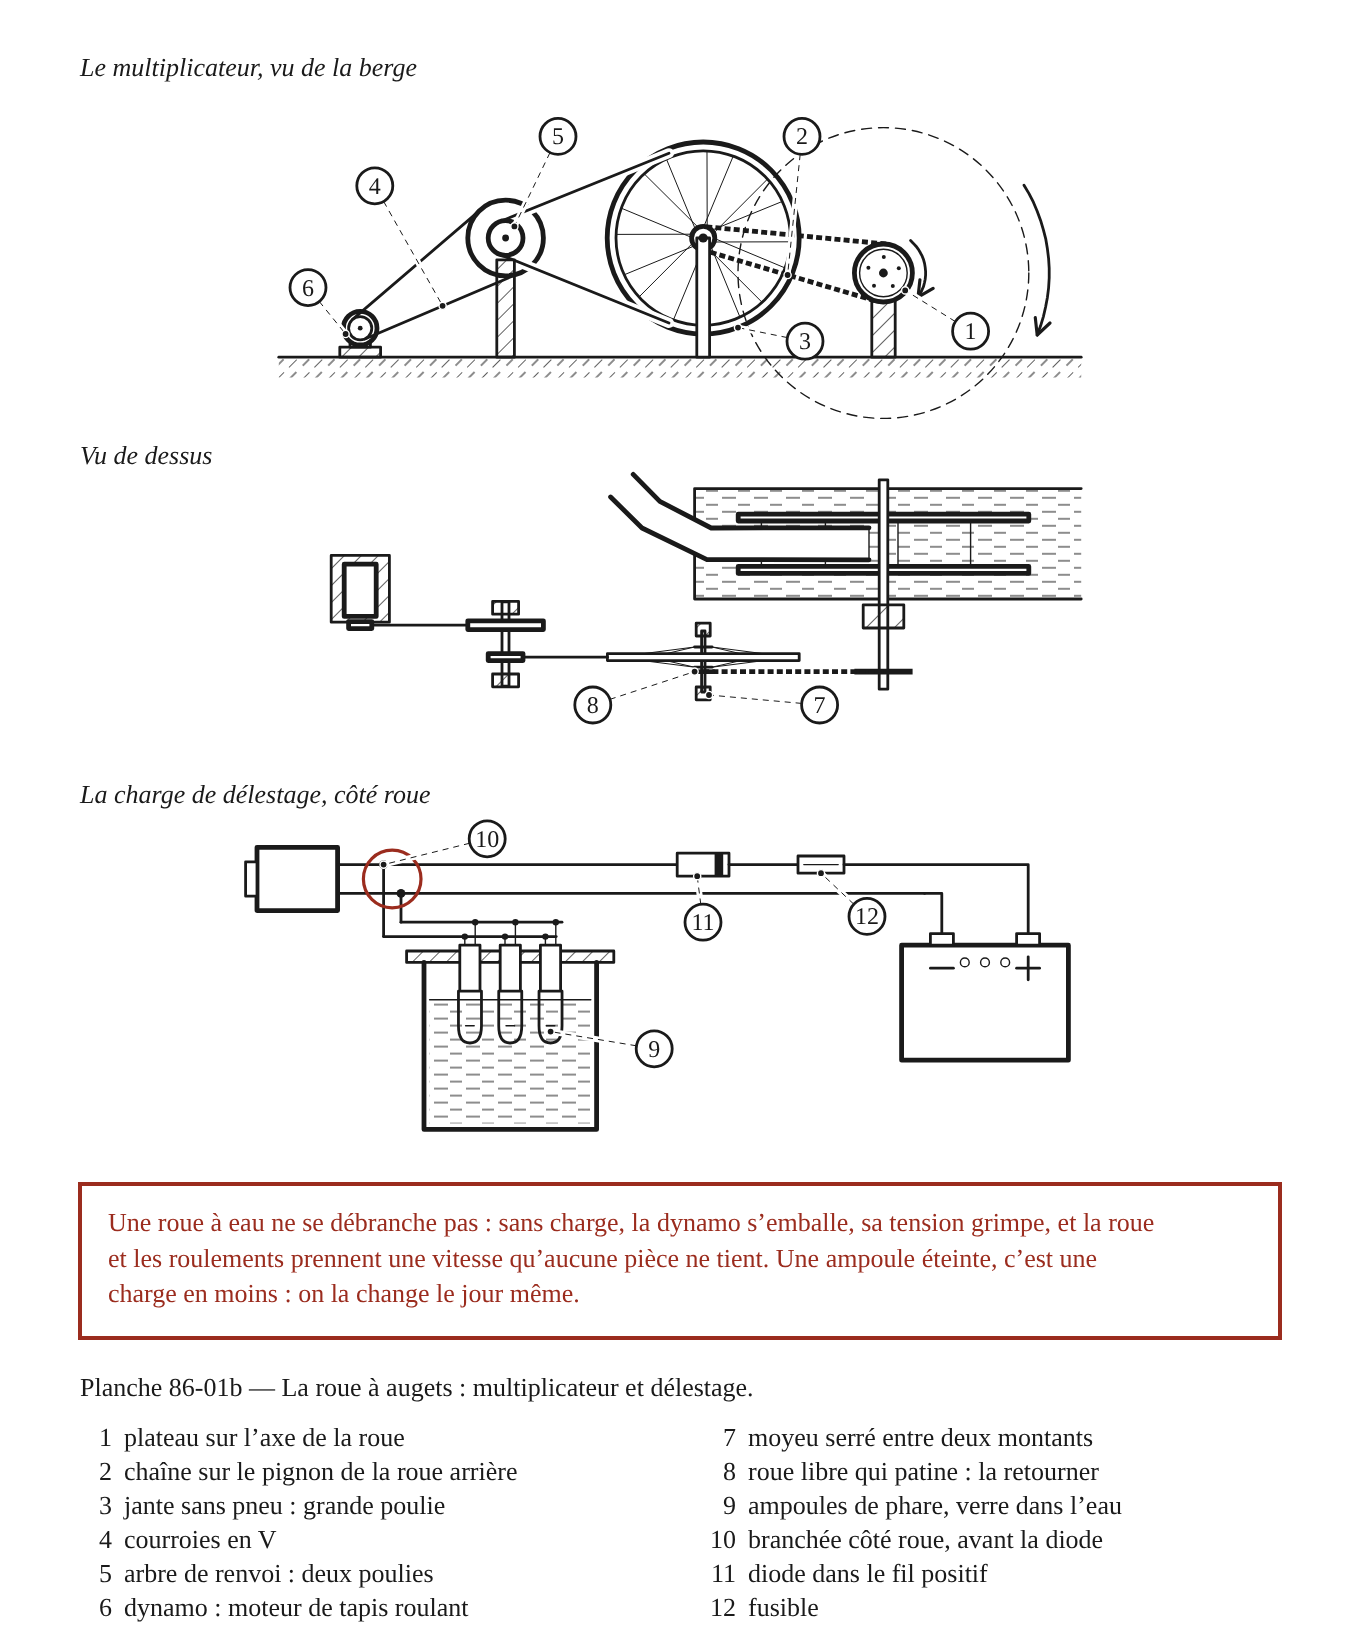 Le multiplicateur, vu de la berge
5
2
4
6
1
3
Vu de dessus
8
7
La charge de délestage, côté roue
10
11
12
9
Une roue à eau ne se débranche pas : sans charge, la dynamo s’emballe, sa tension grimpe, et la roue
et les roulements prennent une vitesse qu’aucune pièce ne tient. Une ampoule éteinte, c’est une
charge en moins : on la change le jour même.
Planche 86-01b — La roue à augets : multiplicateur et délestage.
1 plateau sur l’axe de la roue
2 chaîne sur le pignon de la roue arrière
3 jante sans pneu : grande poulie
4 courroies en V
5 arbre de renvoi : deux poulies
6 dynamo : moteur de tapis roulant
7 moyeu serré entre deux montants
8 roue libre qui patine : la retourner
9 ampoules de phare, verre dans l’eau
10 branchée côté roue, avant la diode
11 diode dans le fil positif
12 fusible